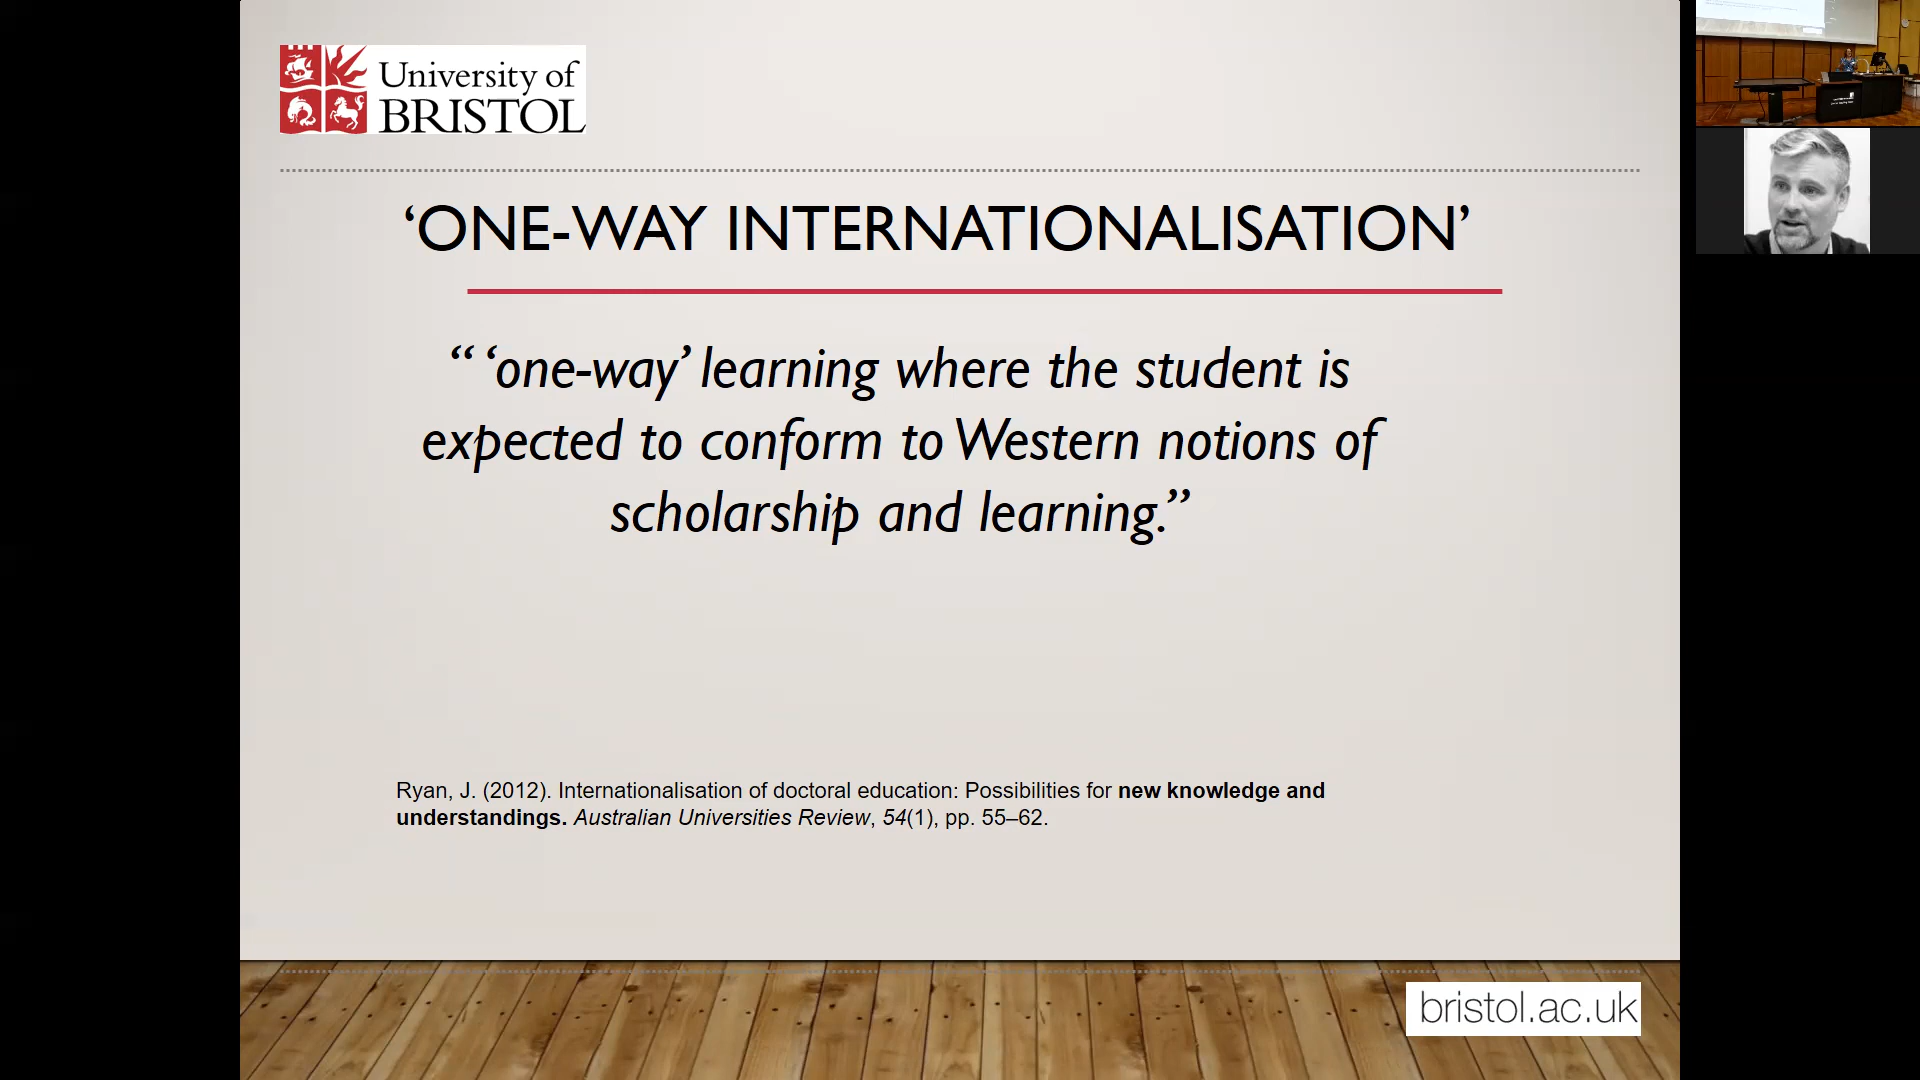 University of
BRISTOL
‘ONE-WAY INTERNATIONALISATION’
“ ‘one-way’ learning where the student is
expected to conform to Western notions of
scholarship and learning.”
Ryan, J. (2012). Internationalisation of doctoral education: Possibilities for new knowledge and
understandings. Australian Universities Review, 54(1), pp. 55–62.
bristol.ac.uk